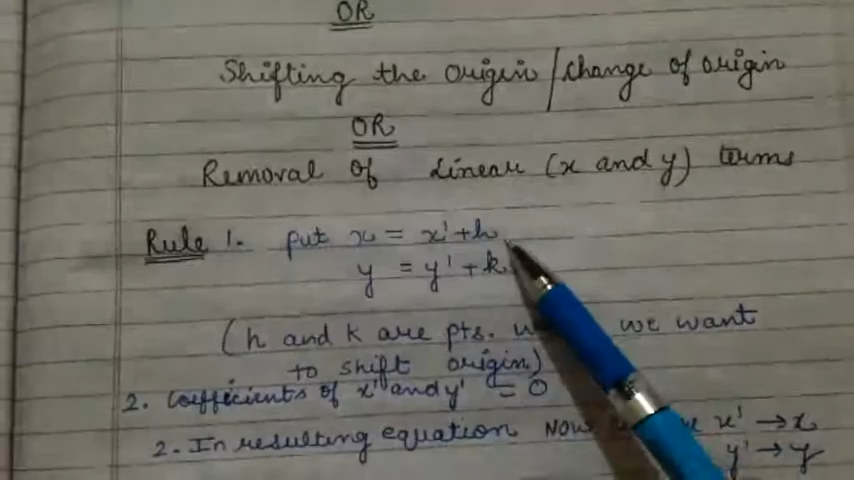 OR
Shifting the origin / change of origin
OR
Removal of linear (x and y) terms
Rule 1. put x = x' + h
y = y' + k
(h and k are pts. we want
to shift origin)
2. Coefficients of x' and y' = 0
2. In resulting equation Now x' → x
y' → y